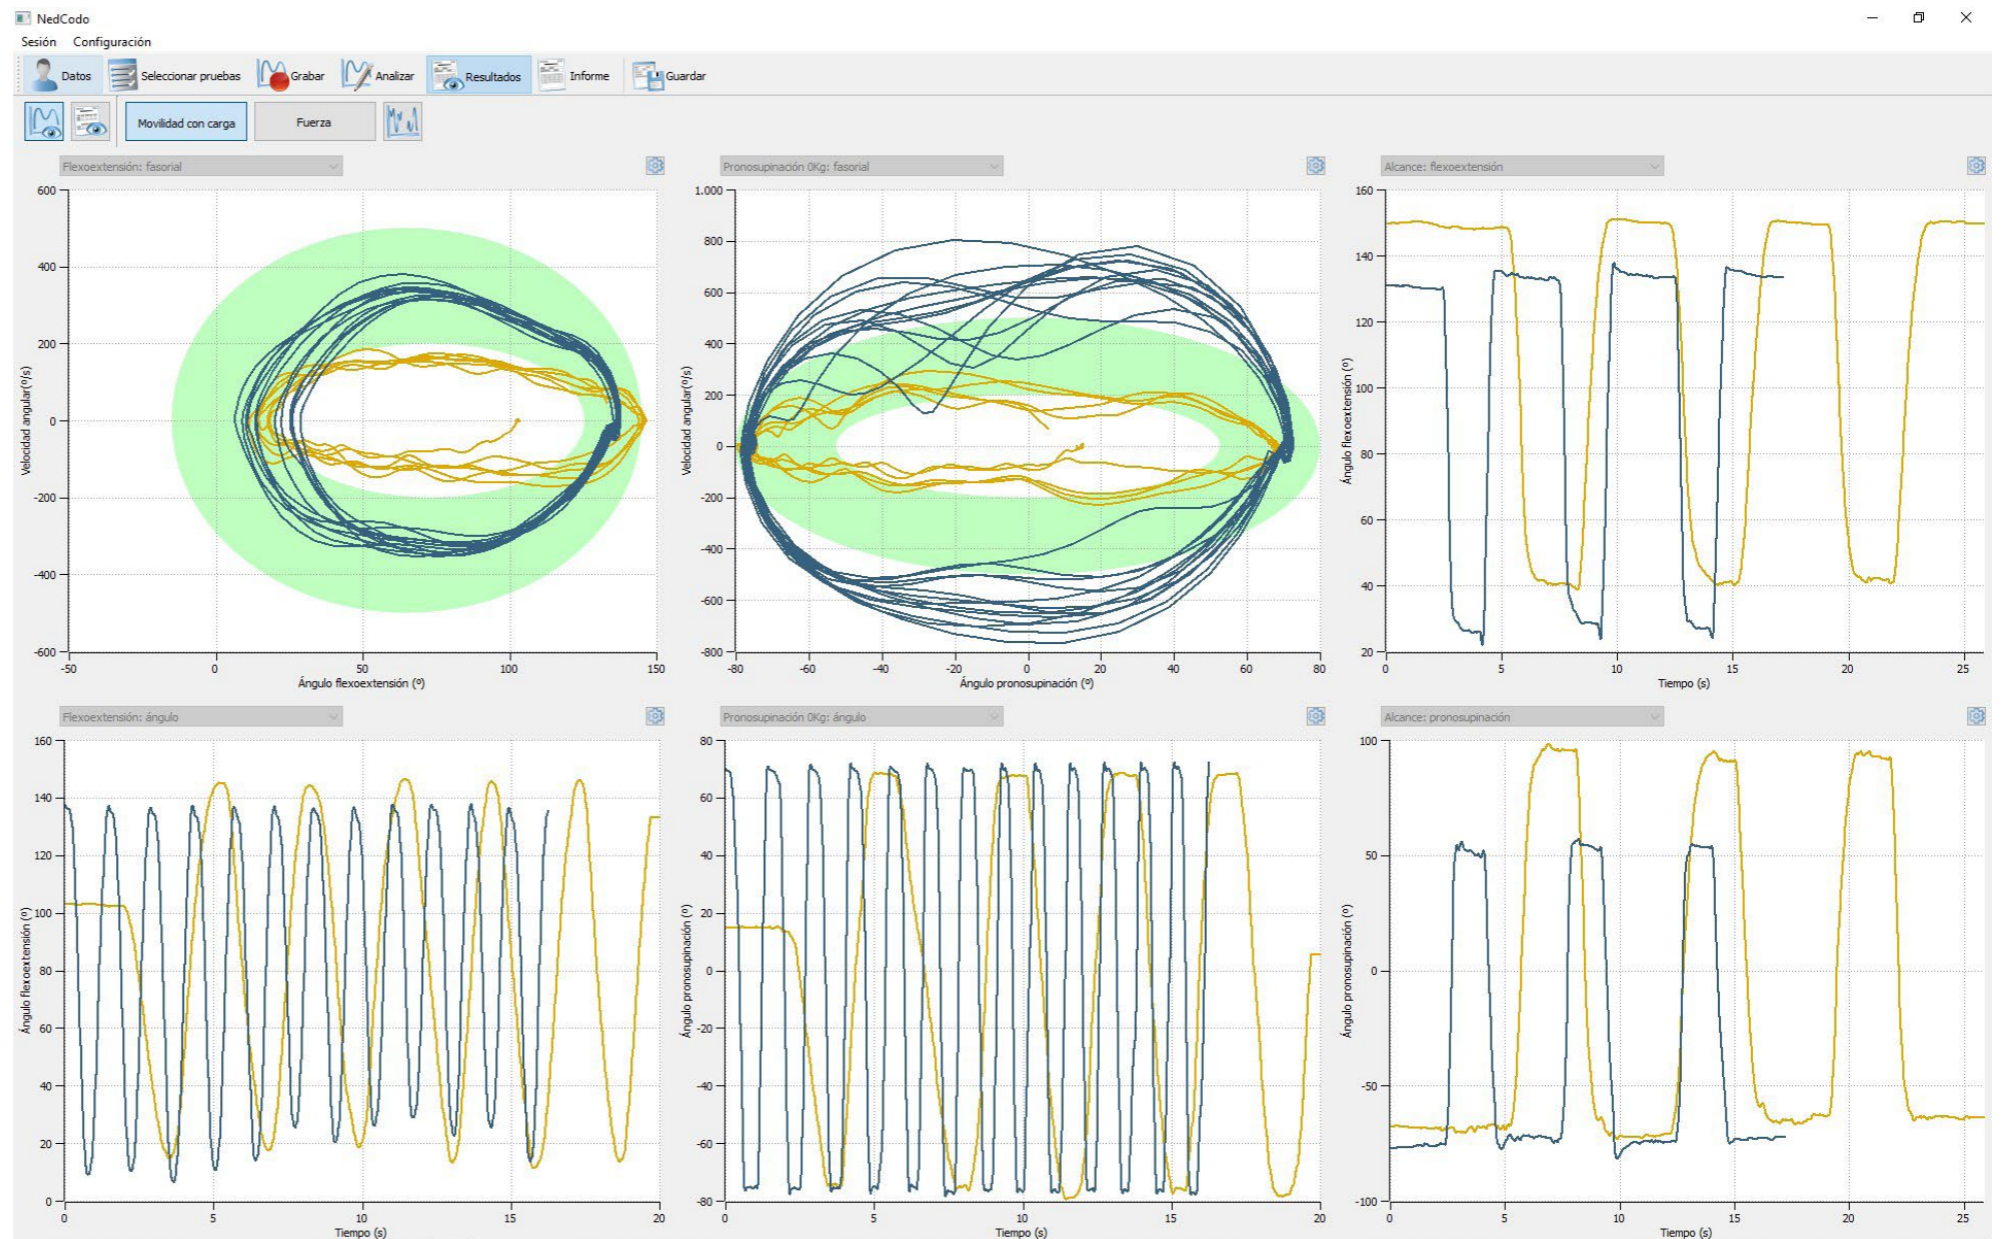 NedCodo
Sesión Configuración
Datos Seleccionar pruebas Grabar Analizar Resultados Informe Guardar
Movilidad con carga Fuerza
Flexoextensión: fasorial
600
400
200
0
-200
-400
-600
-50 0 50 100 150
Velocidad angular(º/s)
Ángulo flexoextensión (º)
Pronosupinación 0Kg: fasorial
1.000
800
600
400
200
0
-200
-400
-600
-800
-80 -60 -40 -20 0 20 40 60 80
Velocidad angular(º/s)
Ángulo pronosupinación (º)
Alcance: flexoextensión
160
140
120
100
80
60
40
20
0 5 10 15 20 25
Ángulo flexoextensión (º)
Tiempo (s)
Flexoextensión: ángulo
160
140
120
100
80
60
40
20
0
0 5 10 15 20
Ángulo flexoextensión (º)
Tiempo (s)
Pronosupinación 0Kg: ángulo
80
60
40
20
0
-20
-40
-60
-80
0 5 10 15 20
Ángulo pronosupinación (º)
Tiempo (s)
Alcance: pronosupinación
100
50
0
-50
-100
0 5 10 15 20 25
Ángulo pronosupinación (º)
Tiempo (s)